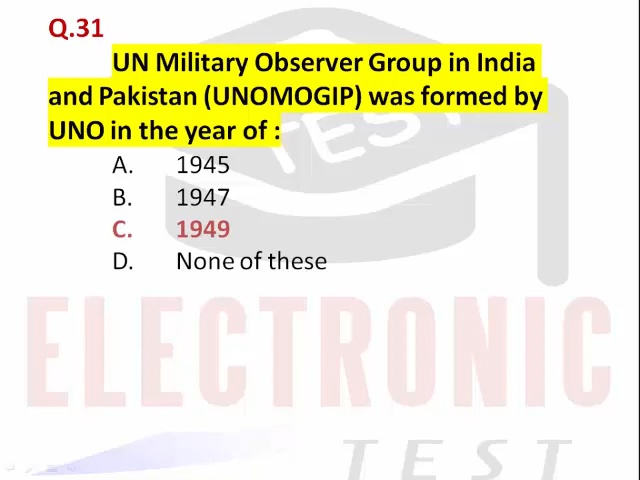 Q.31
UN Military Observer Group in India
and Pakistan (UNOMOGIP) was formed by
UNO in the year of :
A. 1945
B. 1947
C. 1949
D. None of these
TEST
ELECTRONIC
TEST